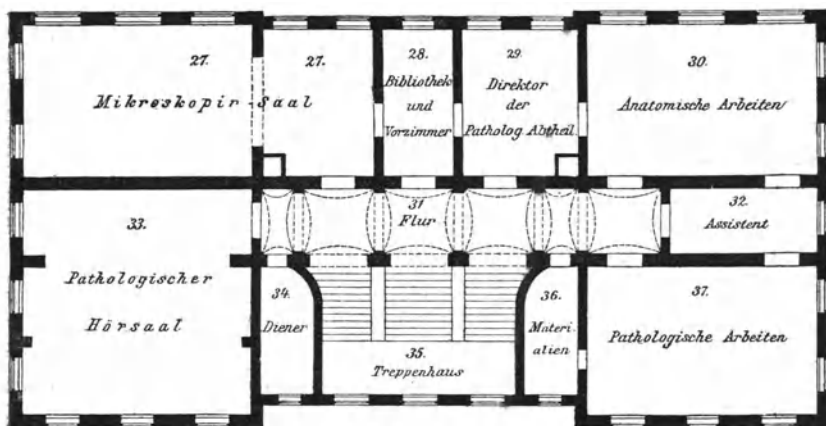 27.
Mikroskopir-Saal
27.
28.
Bibliothek
und
Vorzimmer
29.
Direktor
der
Patholog. Abtheil.
30.
Anatomische Arbeiten
31
Flur
32.
Assistent
33.
Pathologischer
Hörsaal
34.
Diener
35.
Treppenhaus
36.
Materi-
alien
37.
Pathologische Arbeiten